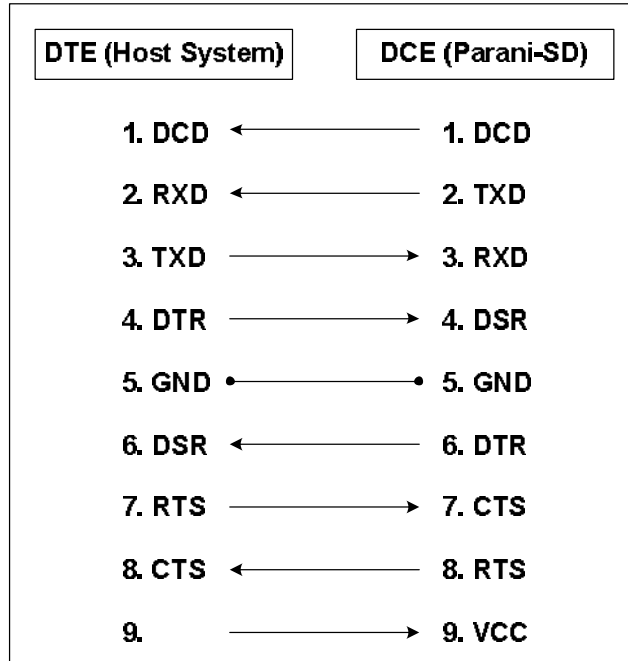 DTE (Host System) DCE (Parani-SD)
1. DCD 1. DCD
2. RXD 2. TXD
3. TXD 3. RXD
4. DTR 4. DSR
5. GND 5. GND
6. DSR 6. DTR
7. RTS 7. CTS
8. CTS 8. RTS
9. 9. VCC